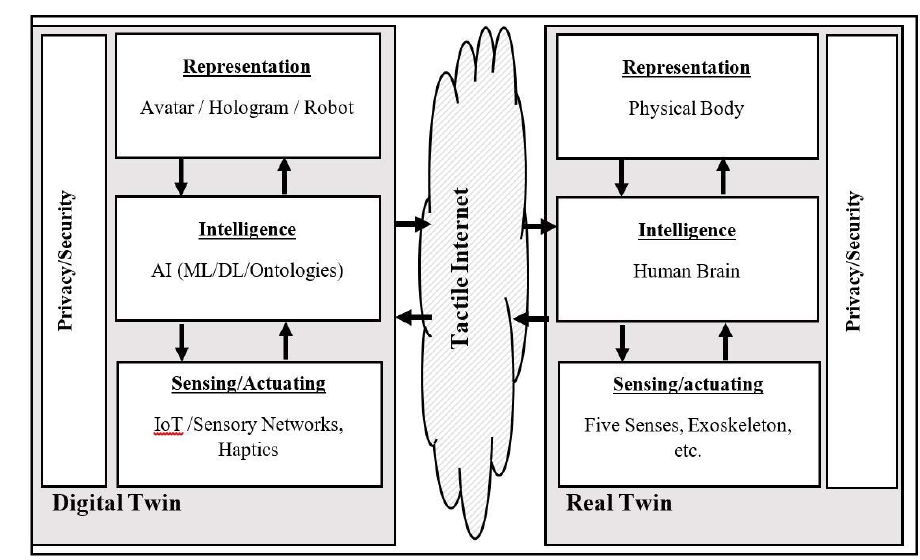 Privacy/Security
Representation
Avatar / Hologram / Robot
Intelligence
AI (ML/DL/Ontologies)
Sensing/Actuating
IoT /Sensory Networks,
Haptics
Digital Twin
Tactile Internet
Representation
Physical Body
Intelligence
Human Brain
Sensing/actuating
Five Senses, Exoskeleton,
etc.
Privacy/Security
Real Twin